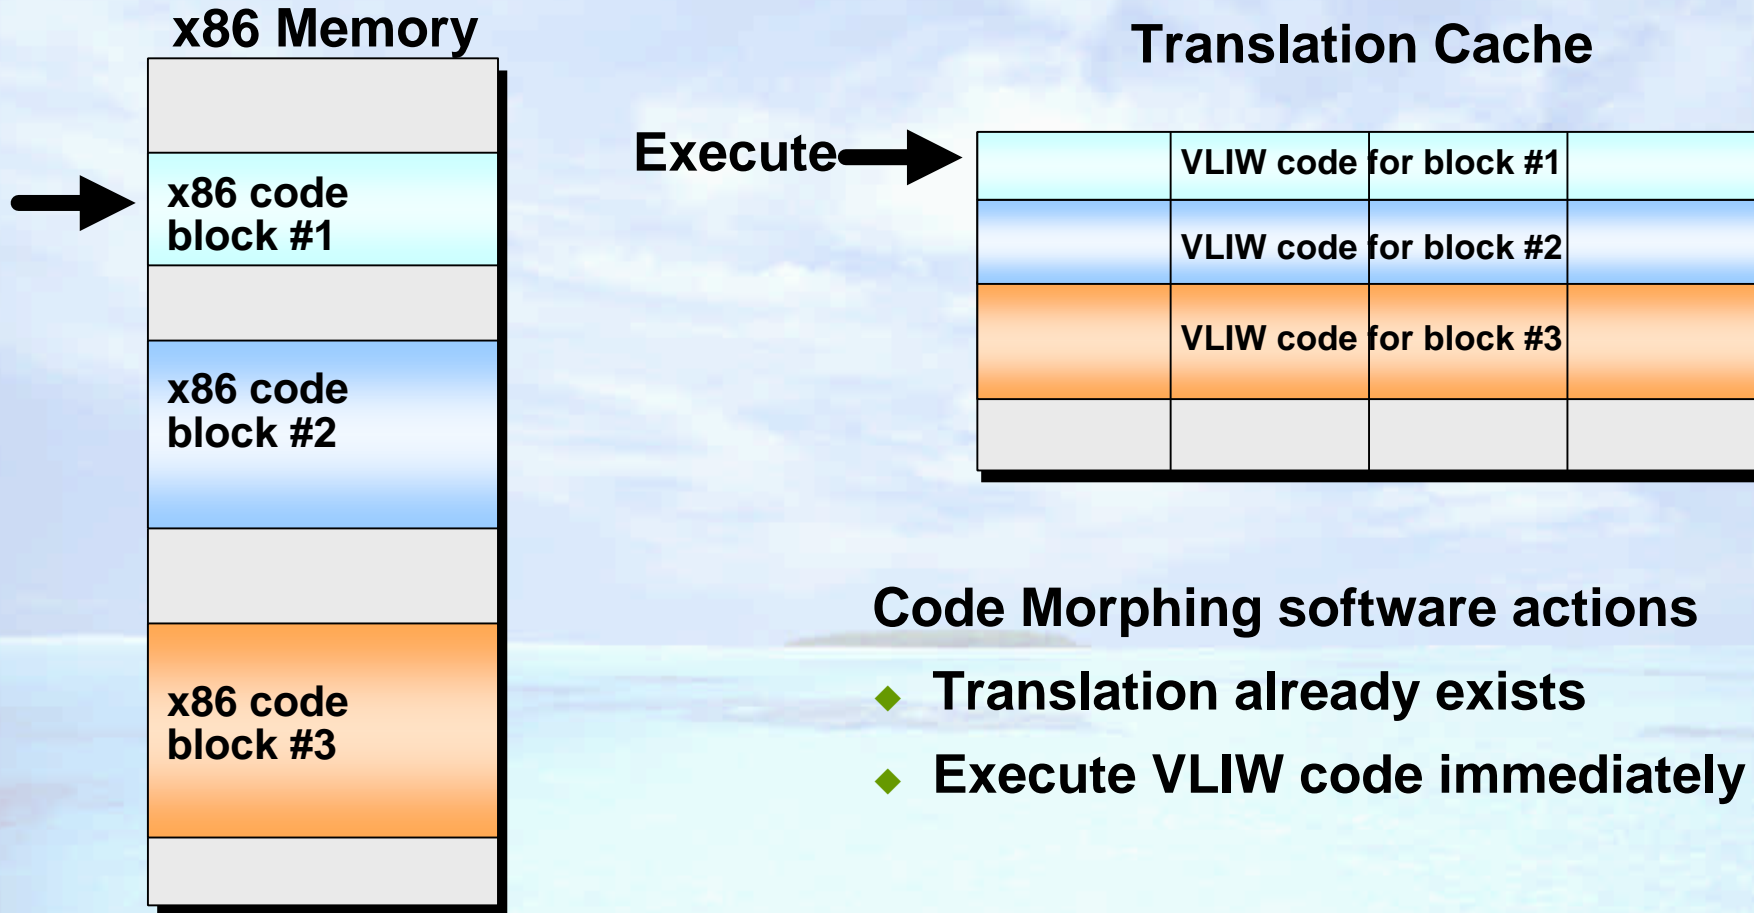 x86 Memory
x86 code
block #1
x86 code
block #2
x86 code
block #3
Translation Cache
Execute
VLIW code for block #1
VLIW code for block #2
VLIW code for block #3
Code Morphing software actions
Translation already exists
Execute VLIW code immediately